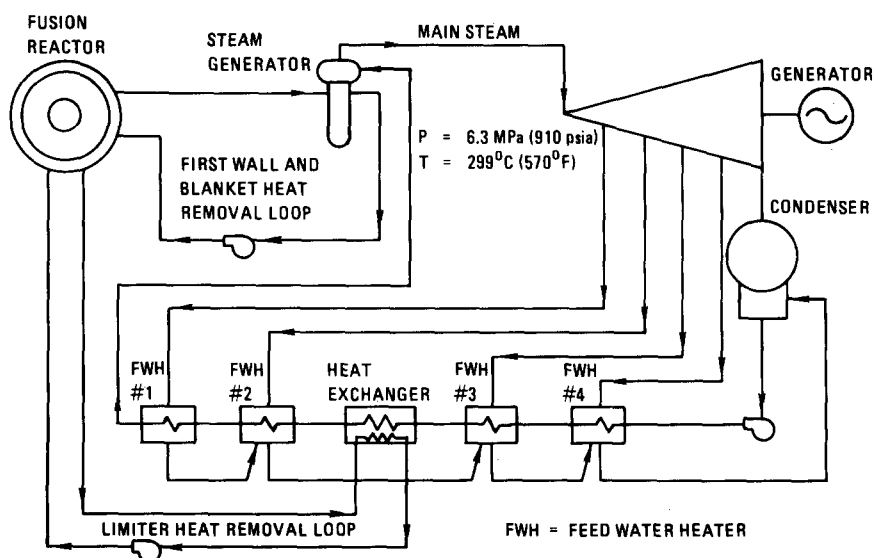 FUSION
REACTOR
STEAM
GENERATOR
MAIN STEAM
GENERATOR
P = 6.3 MPa (910 psia)
T = 299⁰C (570⁰F)
FIRST WALL AND
BLANKET HEAT
REMOVAL LOOP
CONDENSER
FWH
#1
FWH
#2
HEAT
EXCHANGER
FWH
#3
FWH
#4
LIMITER HEAT REMOVAL LOOP
FWH = FEED WATER HEATER